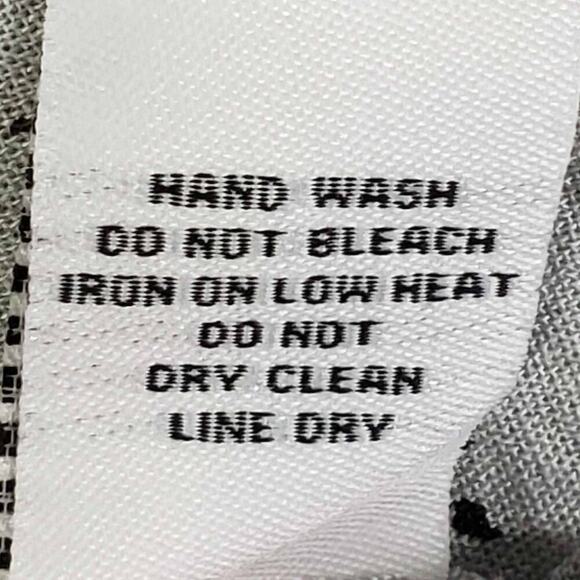 HAND WASH
DO NOT BLEACH
IRON ON LOW HEAT
DO NOT
DRY CLEAN
LINE DRY